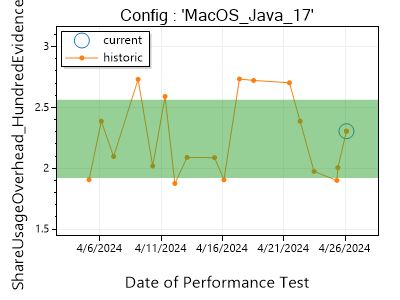 Config : 'MacOS_Java_17'
current
historic
ShareUsageOverhead_HundredEvidence
3
2.5
2
1.5
4/6/2024
4/11/2024
4/16/2024
4/21/2024
4/26/2024
Date of Performance Test